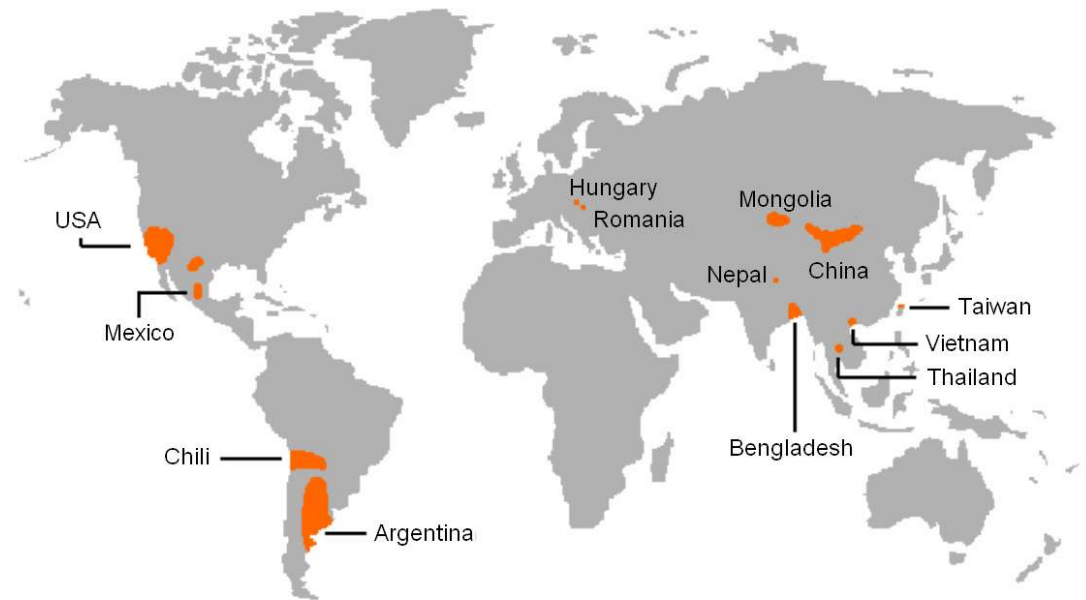 Hungary
Romania
Mongolia
USA
Nepal
China
Taiwan
Mexico
Vietnam
Thailand
Bengladesh
Chili
Argentina